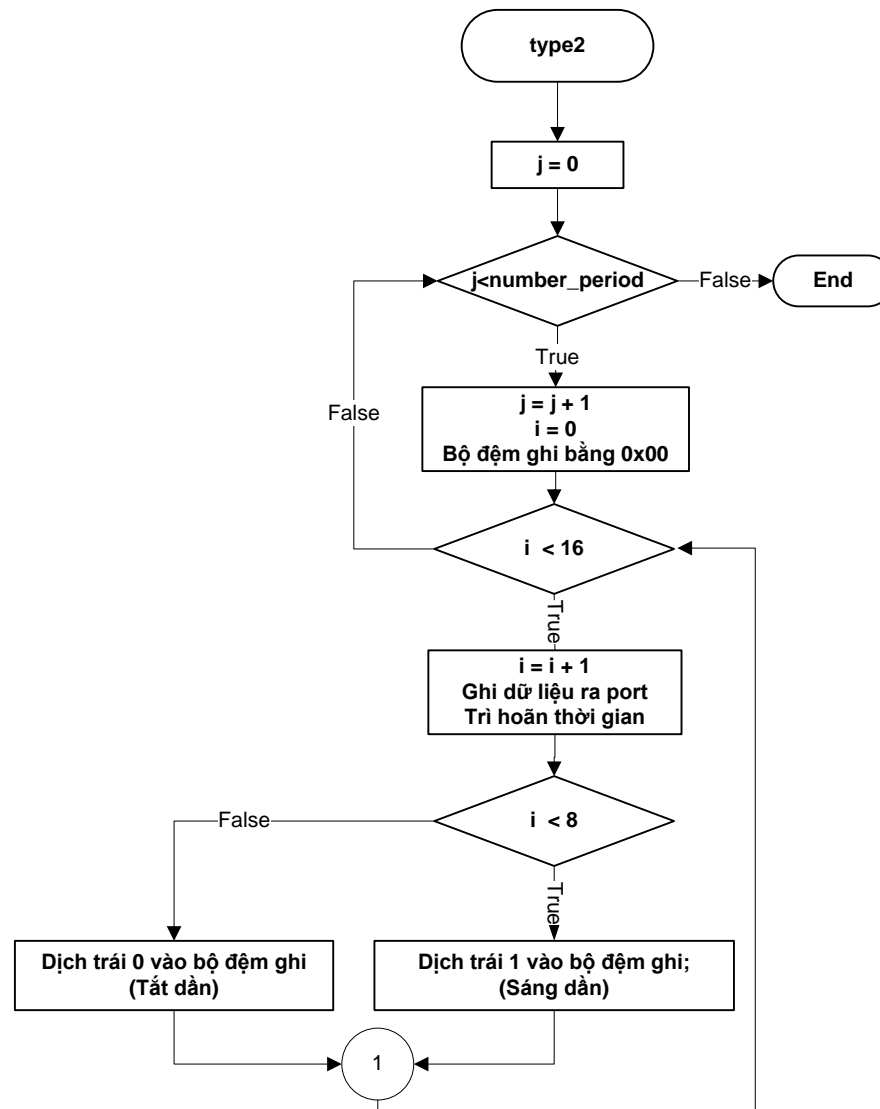 type2
j = 0
j<number_period
False
End
True
False
j = j + 1
i = 0
Bộ đệm ghi bằng 0x00
i < 16
True
i = i + 1
Ghi dữ liệu ra port
Trì hoãn thời gian
i < 8
False
True
Dịch trái 0 vào bộ đệm ghi
(Tắt dần)
Dịch trái 1 vào bộ đệm ghi;
(Sáng dần)
1